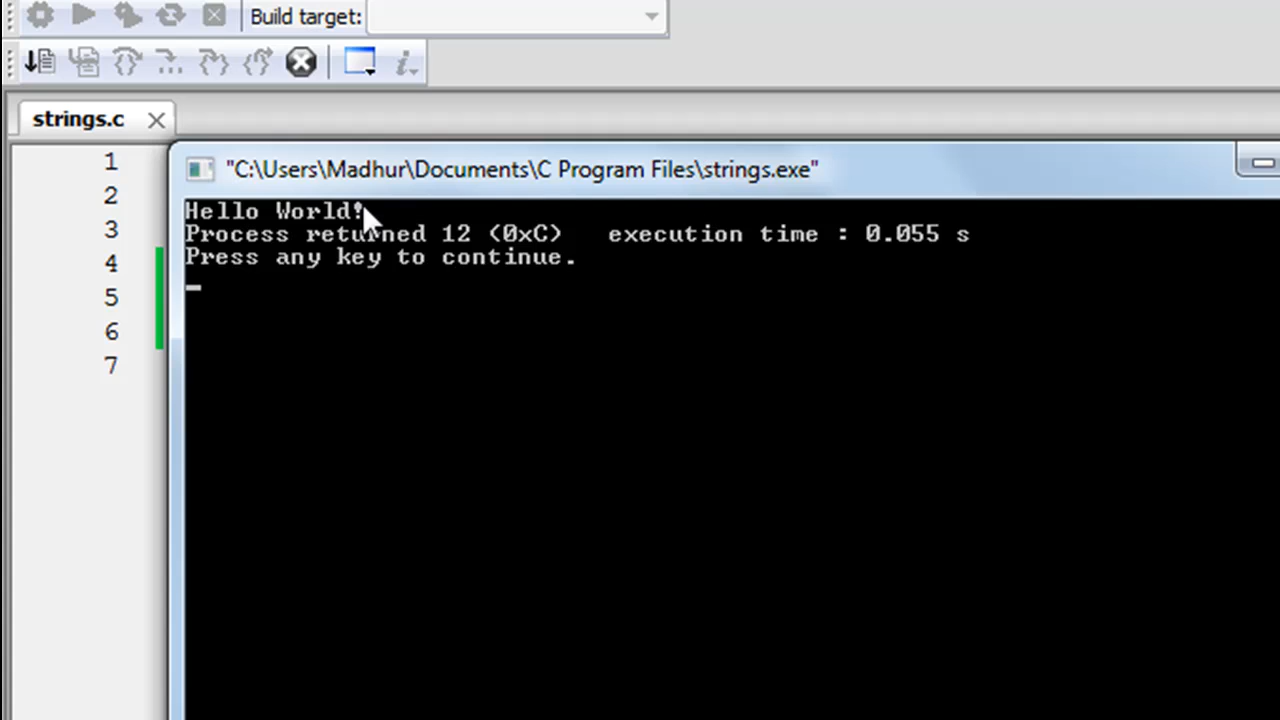 Build target:
strings.c
1
2
3
4
5
6
7
"C:\Users\Madhur\Documents\C Program Files\strings.exe"
Hello World!
Process returned 12 (0xC)   execution time : 0.055 s
Press any key to continue.